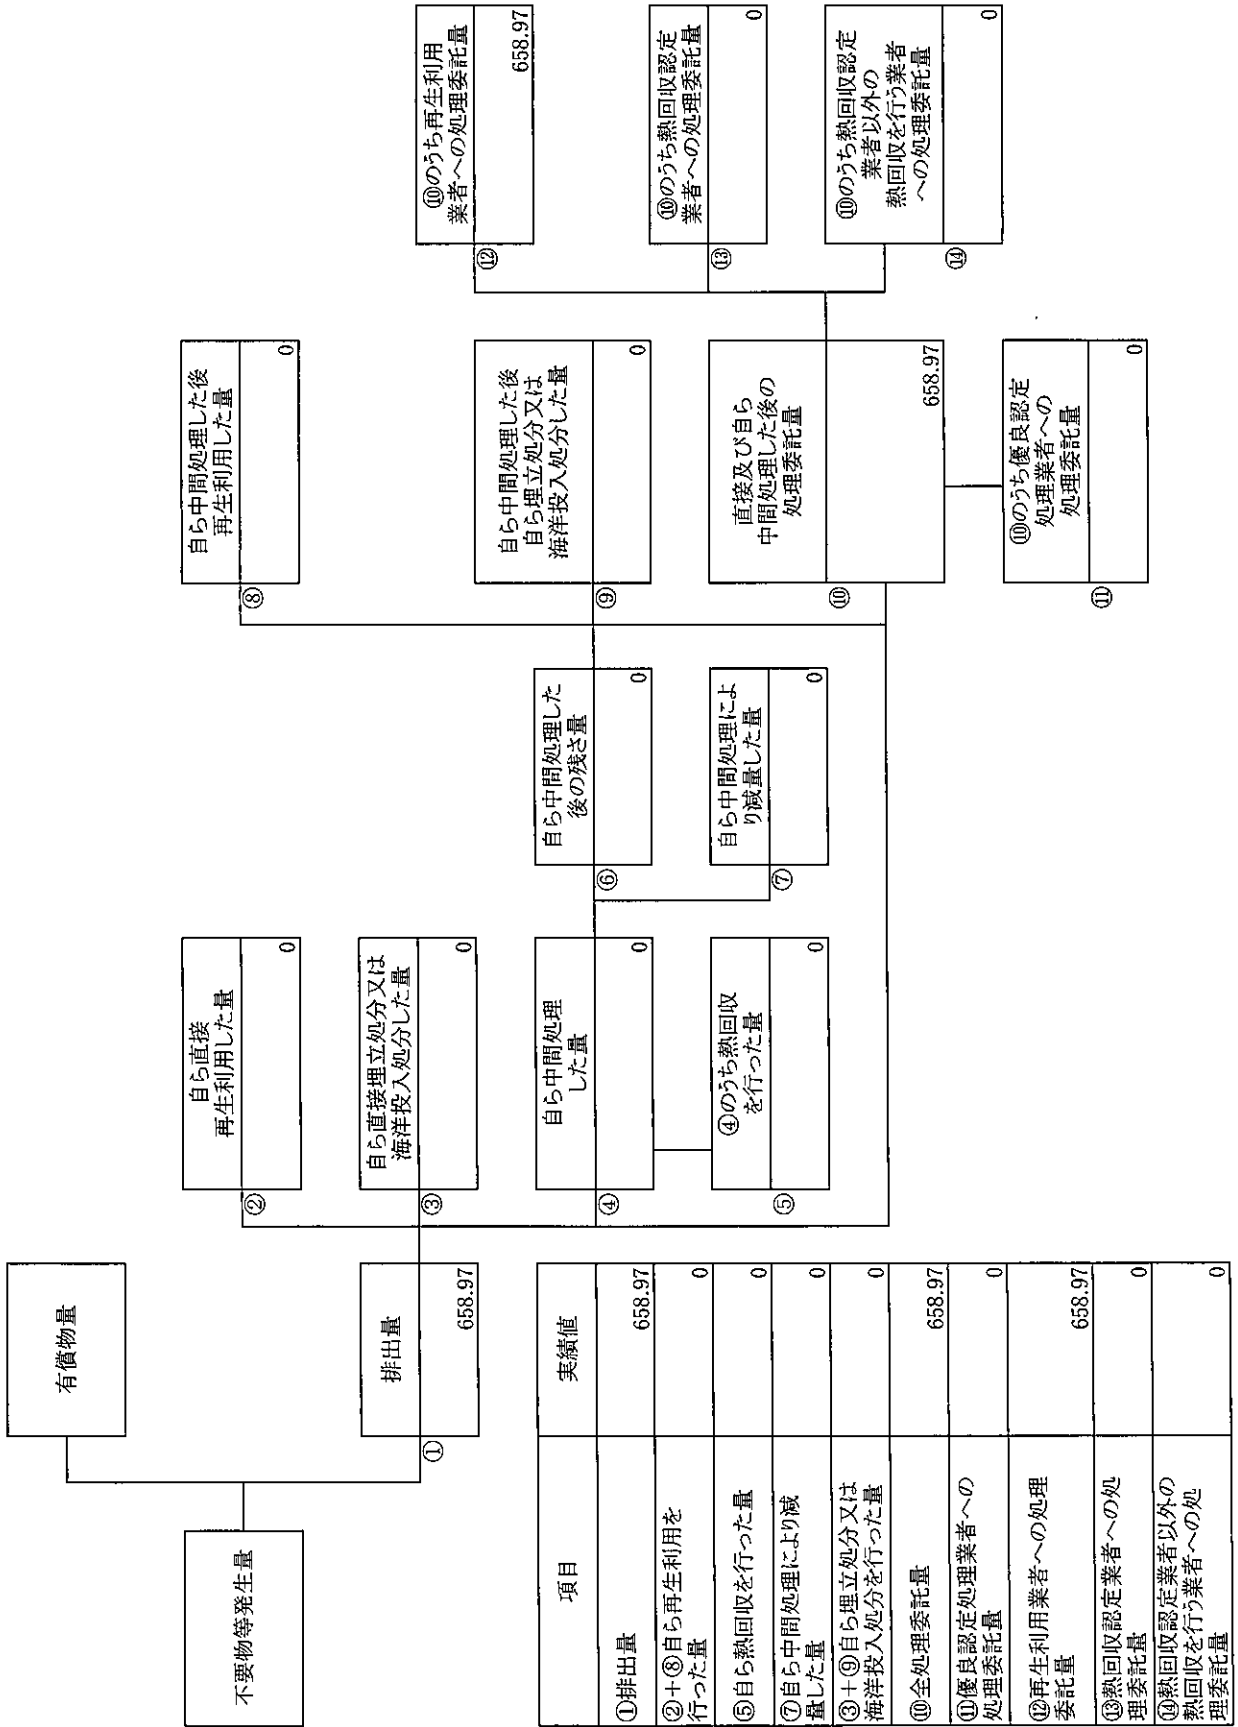 不要物等発生量
有償物量
①
排出量
658.97
②
自ら直接
再生利用した量
0
③
自ら直接埋立処分又は
海洋投入処分した量
0
④
自ら中間処理
した量
0
⑤
④のうち熱回収
を行った量
0
⑥
自ら中間処理した
後の残さ量
0
⑦
自ら中間処理によ
り減量した量
0
⑧
自ら中間処理した後
再生利用した量
0
⑨
自ら中間処理した後
自ら埋立処分又は
海洋投入処分した量
0
⑩
直接及び自ら
中間処理した後の
処理委託量
658.97
⑪
⑩のうち優良認定
処理業者への
処理委託量
0
⑫
⑩のうち再生利用
業者への処理委託量
658.97
⑬
⑩のうち熱回収認定
業者への処理委託量
0
⑭
⑩のうち熱回収認定
業者以外の
熱回収を行う業者
への処理委託量
0
項目
実績値
①排出量
658.97
②+⑧自ら再生利用を
行った量
0
⑤自ら熱回収を行った量
0
⑦自ら中間処理により減
量した量
0
③+⑨自ら埋立処分又は
海洋投入処分を行った量
0
⑩全処理委託量
658.97
⑪優良認定処理業者への
処理委託量
0
⑫再生利用業者への処理
委託量
658.97
⑬熱回収認定業者への処
理委託量
0
⑭熱回収認定業者以外の
熱回収を行う業者への処
理委託量
0